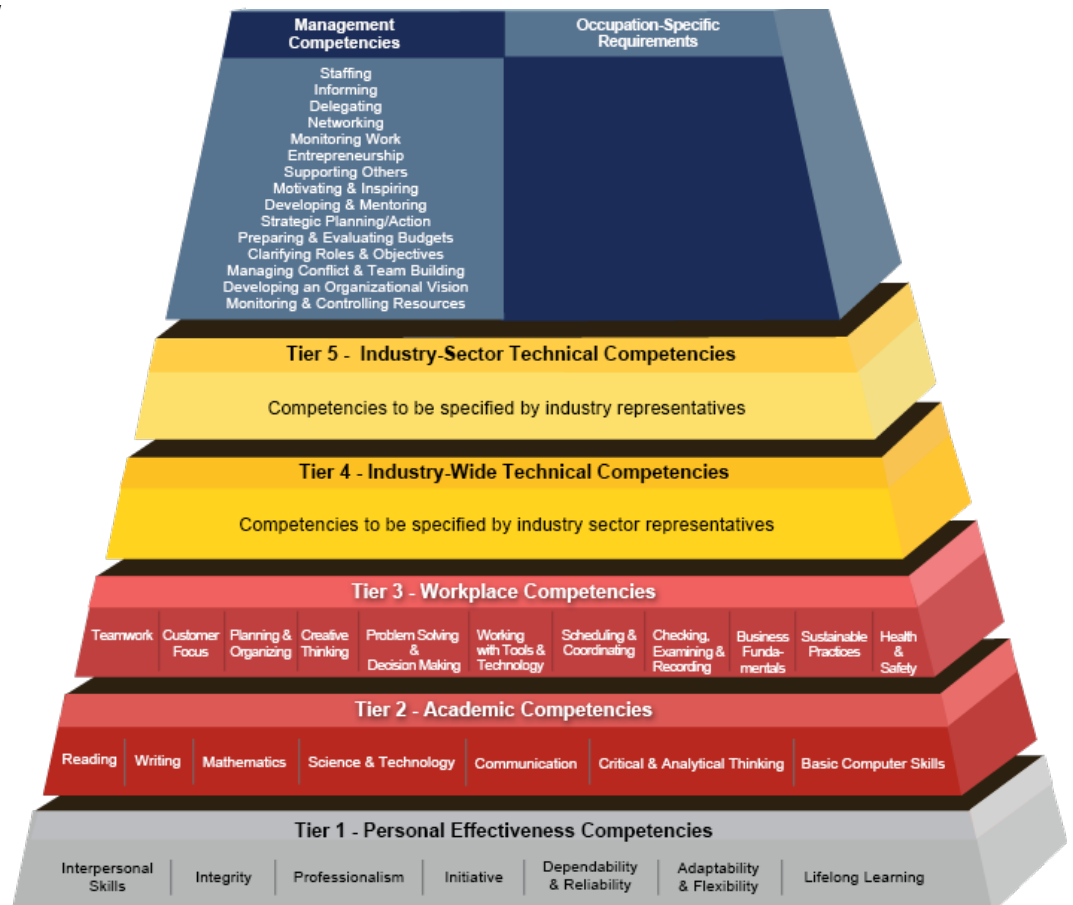 Management
Competencies
Occupation-Specific
Requirements
Staffing
Informing
Delegating
Networking
Monitoring Work
Entrepreneurship
Supporting Others
Motivating & Inspiring
Developing & Mentoring
Strategic Planning/Action
Preparing & Evaluating Budgets
Clarifying Roles & Objectives
Managing Conflict & Team Building
Developing an Organizational Vision
Monitoring & Controlling Resources
Tier 5 - Industry-Sector Technical Competencies
Competencies to be specified by industry representatives
Tier 4 - Industry-Wide Technical Competencies
Competencies to be specified by industry sector representatives
Tier 3 - Workplace Competencies
Teamwork
Customer
Focus
Planning &
Organizing
Creative
Thinking
Problem Solving
&
Decision Making
Working
with Tools &
Technology
Scheduling &
Coordinating
Checking,
Examining &
Recording
Business
Funda-
mentals
Sustainable
Practices
Health
&
Safety
Tier 2 - Academic Competencies
Reading
Writing
Mathematics
Science & Technology
Communication
Critical & Analytical Thinking
Basic Computer Skills
Tier 1 - Personal Effectiveness Competencies
Interpersonal
Skills
Integrity
Professionalism
Initiative
Dependability
& Reliability
Adaptability
& Flexibility
Lifelong Learning